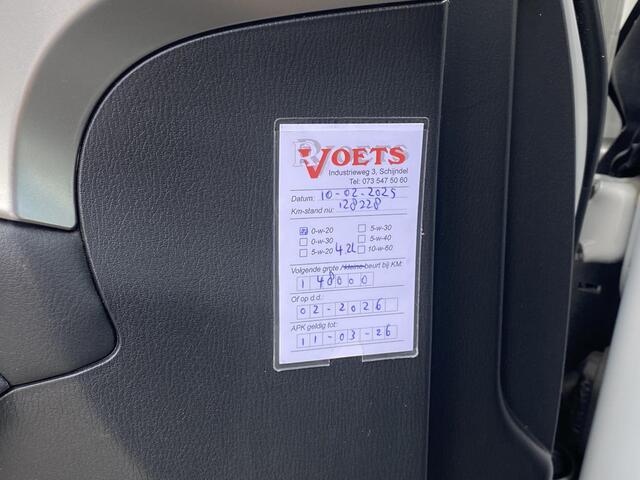 RVOETS
Industrieweg 3, Schijndel
Tel: 073 547 50 60
Datum: 10-02-2025
Km-stand nu: 128228
0-w-20 5-w-30
0-w-30 5-w-40
5-w-20 4.2L 10-w-60
Volgende grote / kleine beurt bij KM:
148000
Of op d.d.:
02-2026
APK geldig tot:
11-03-26